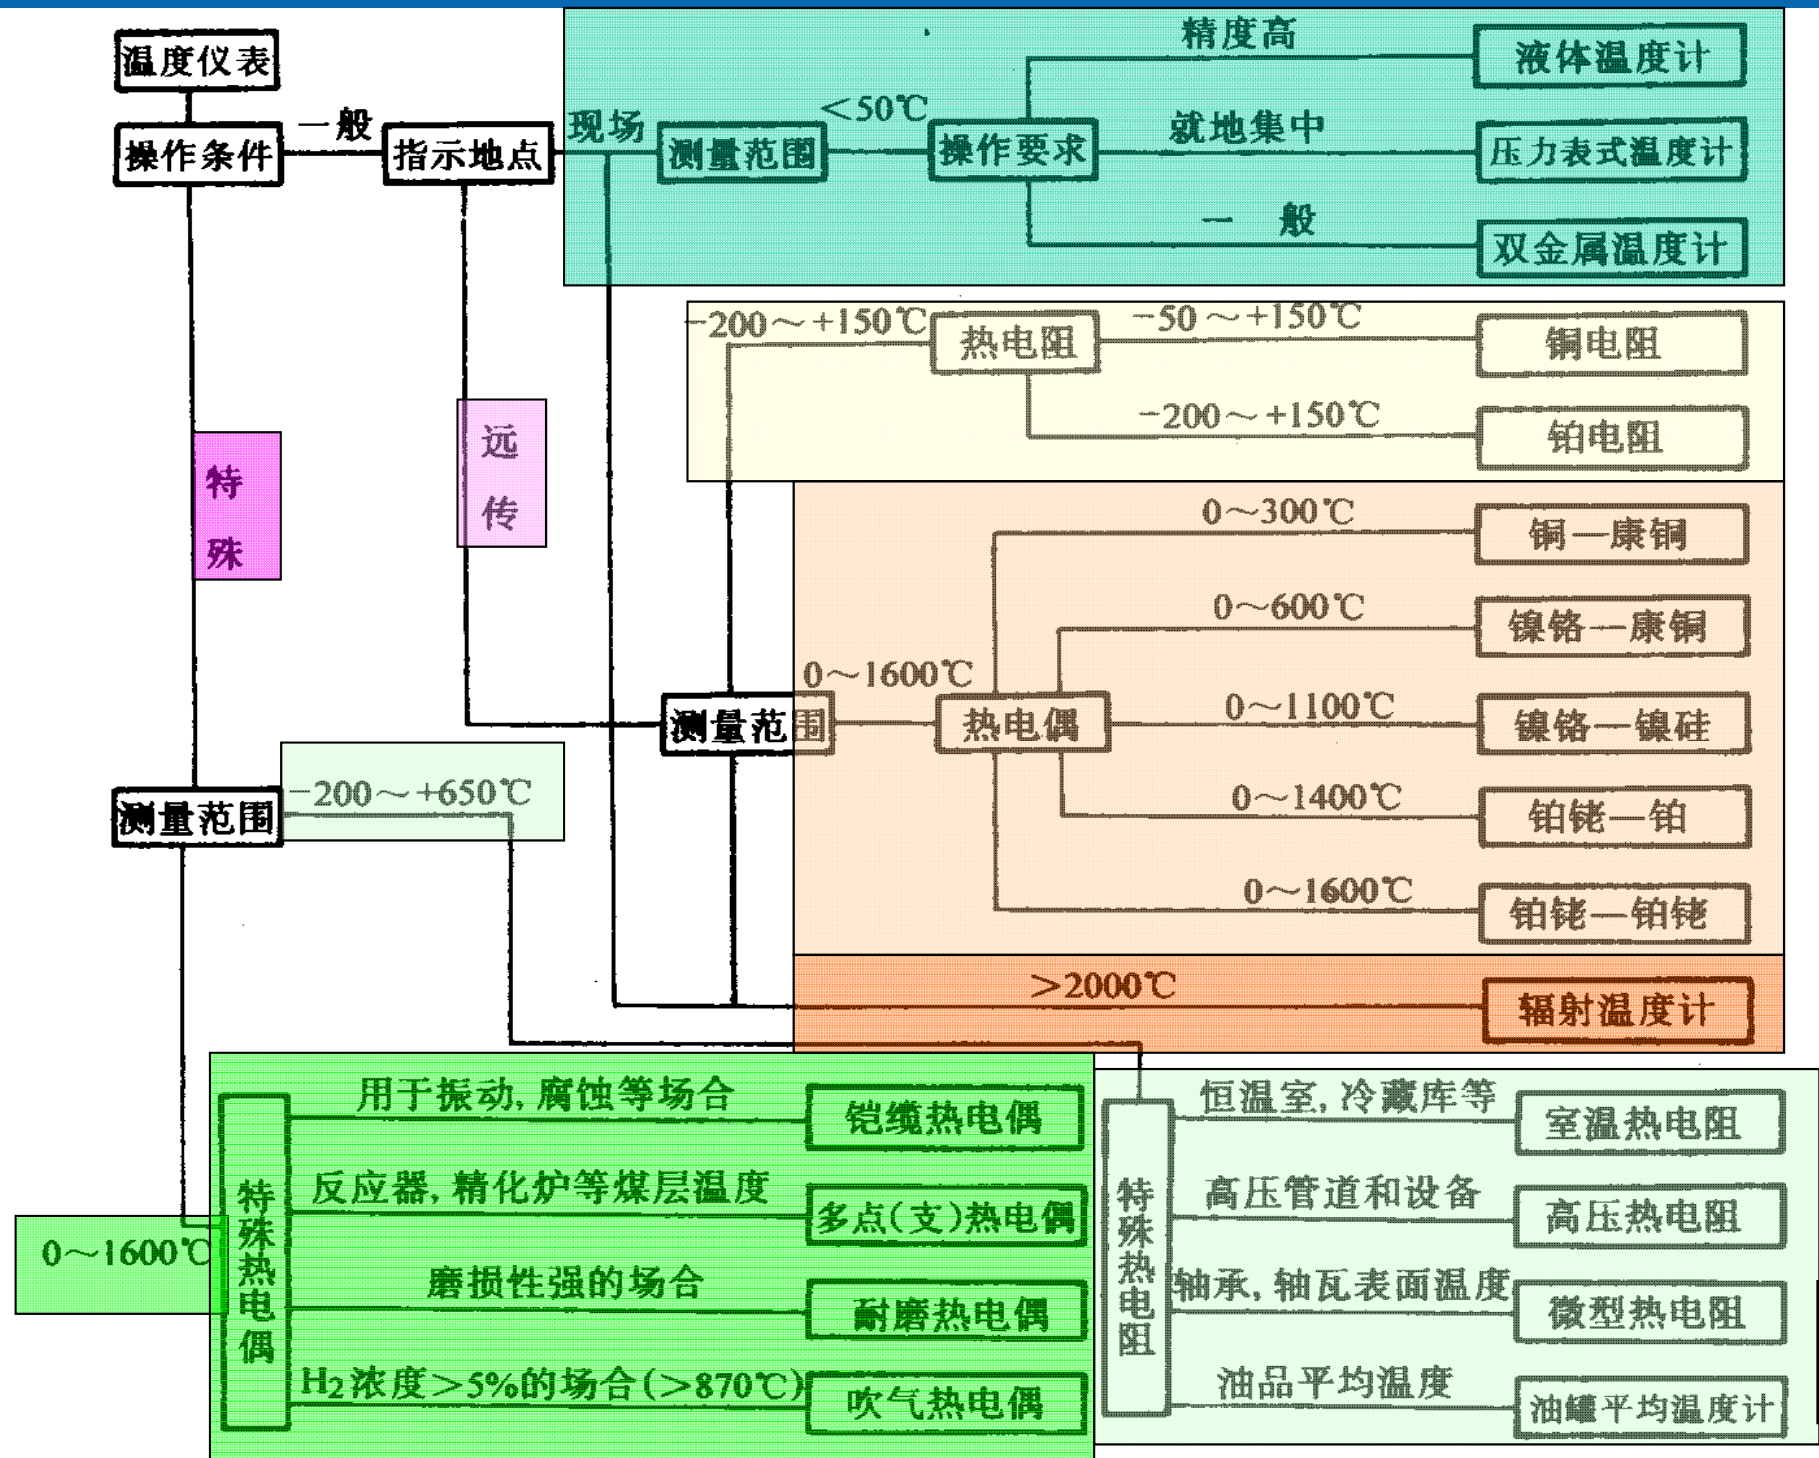 温度仪表
操作条件
一般
指示地点
现场
测量范围
<50℃
操作要求
精度高
液体温度计
就地集中
压力表式温度计
一般
双金属温度计
特殊
远传
-200～+150℃
热电阻
-50～+150℃
铜电阻
-200～+150℃
铂电阻
测量范围
0～1600℃
热电偶
0～300℃
铜—康铜
0～600℃
镍铬—康铜
0～1100℃
镍铬—镍硅
0～1400℃
铂铑—铂
0～1600℃
铂铑—铂铑
>2000℃
辐射温度计
测量范围
-200～+650℃
0～1600℃
特殊热电偶
用于振动,腐蚀等场合
铠缆热电偶
反应器,精化炉等煤层温度
多点(支)热电偶
磨损性强的场合
耐磨热电偶
H₂浓度>5%的场合(>870℃)
吹气热电偶
特殊热电阻
恒温室,冷藏库等
室温热电阻
高压管道和设备
高压热电阻
轴承,轴瓦表面温度
微型热电阻
油品平均温度
油罐平均温度计